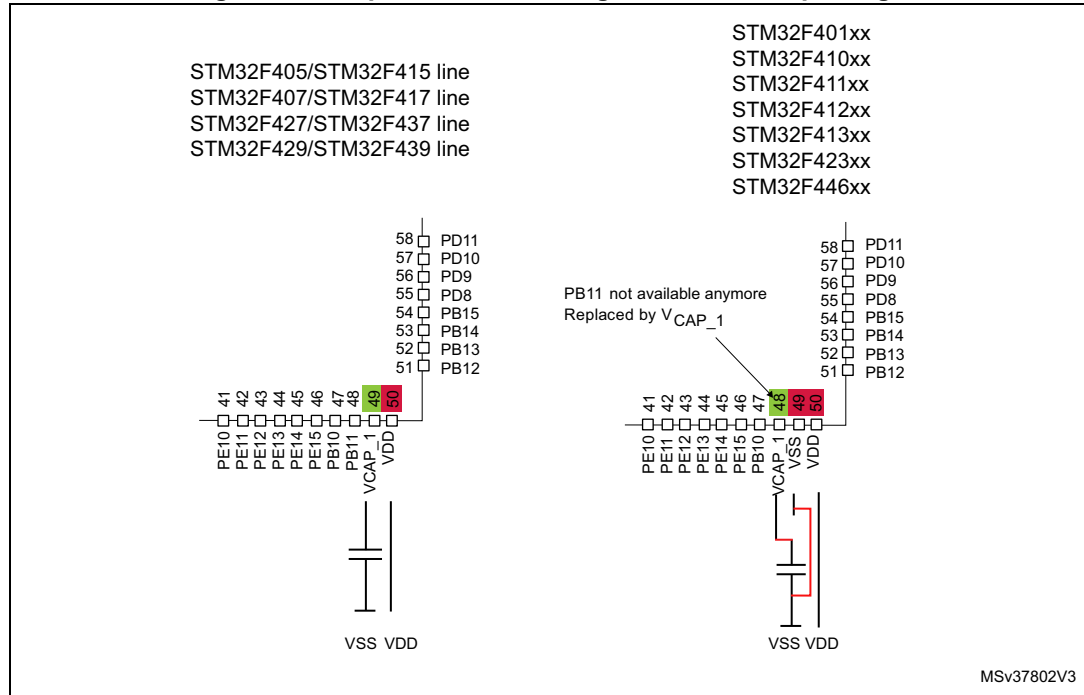 STM32F405/STM32F415 line
STM32F407/STM32F417 line
STM32F427/STM32F437 line
STM32F429/STM32F439 line
58 PD11
57 PD10
56 PD9
55 PD8
54 PB15
53 PB14
52 PB13
51 PB12
41 42 43 44 45 46 47 48 49 50
PE10 PE11 PE12 PE13 PE14 PE15 PB10 PB11 VCAP_1 VDD
VSS VDD
STM32F401xx
STM32F410xx
STM32F411xx
STM32F412xx
STM32F413xx
STM32F423xx
STM32F446xx
58 PD11
57 PD10
56 PD9
55 PD8
54 PB15
53 PB14
52 PB13
51 PB12
PB11 not available anymore
Replaced by VCAP_1
41 42 43 44 45 46 47 48 49 50
PE10 PE11 PE12 PE13 PE14 PE15 PB10 VCAP_1 VSS VDD
VSS VDD
MSv37802V3